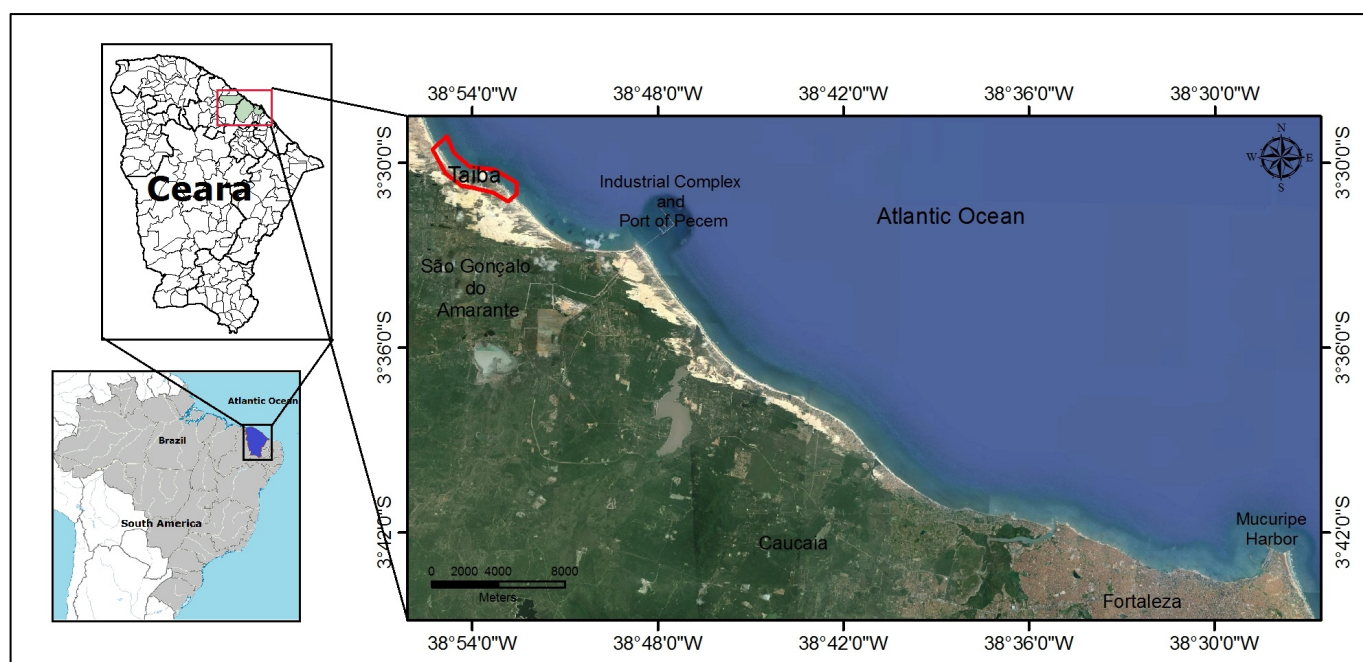 Ceara
Atlantic Ocean
Brazil
South America
38°54'0"W
38°48'0"W
38°42'0"W
38°36'0"W
38°30'0"W
3°30'0"S
3°36'0"S
3°42'0"S
3°30'0"S
3°36'0"S
3°42'0"S
N
W
E
S
Taiba
Industrial Complex
and
Port of Pecem
Atlantic Ocean
São Gonçalo
do
Amarante
Mucuripe
Harbor
Caucaia
Fortaleza
0 2000 4000 8000
Meters
38°54'0"W
38°48'0"W
38°42'0"W
38°36'0"W
38°30'0"W